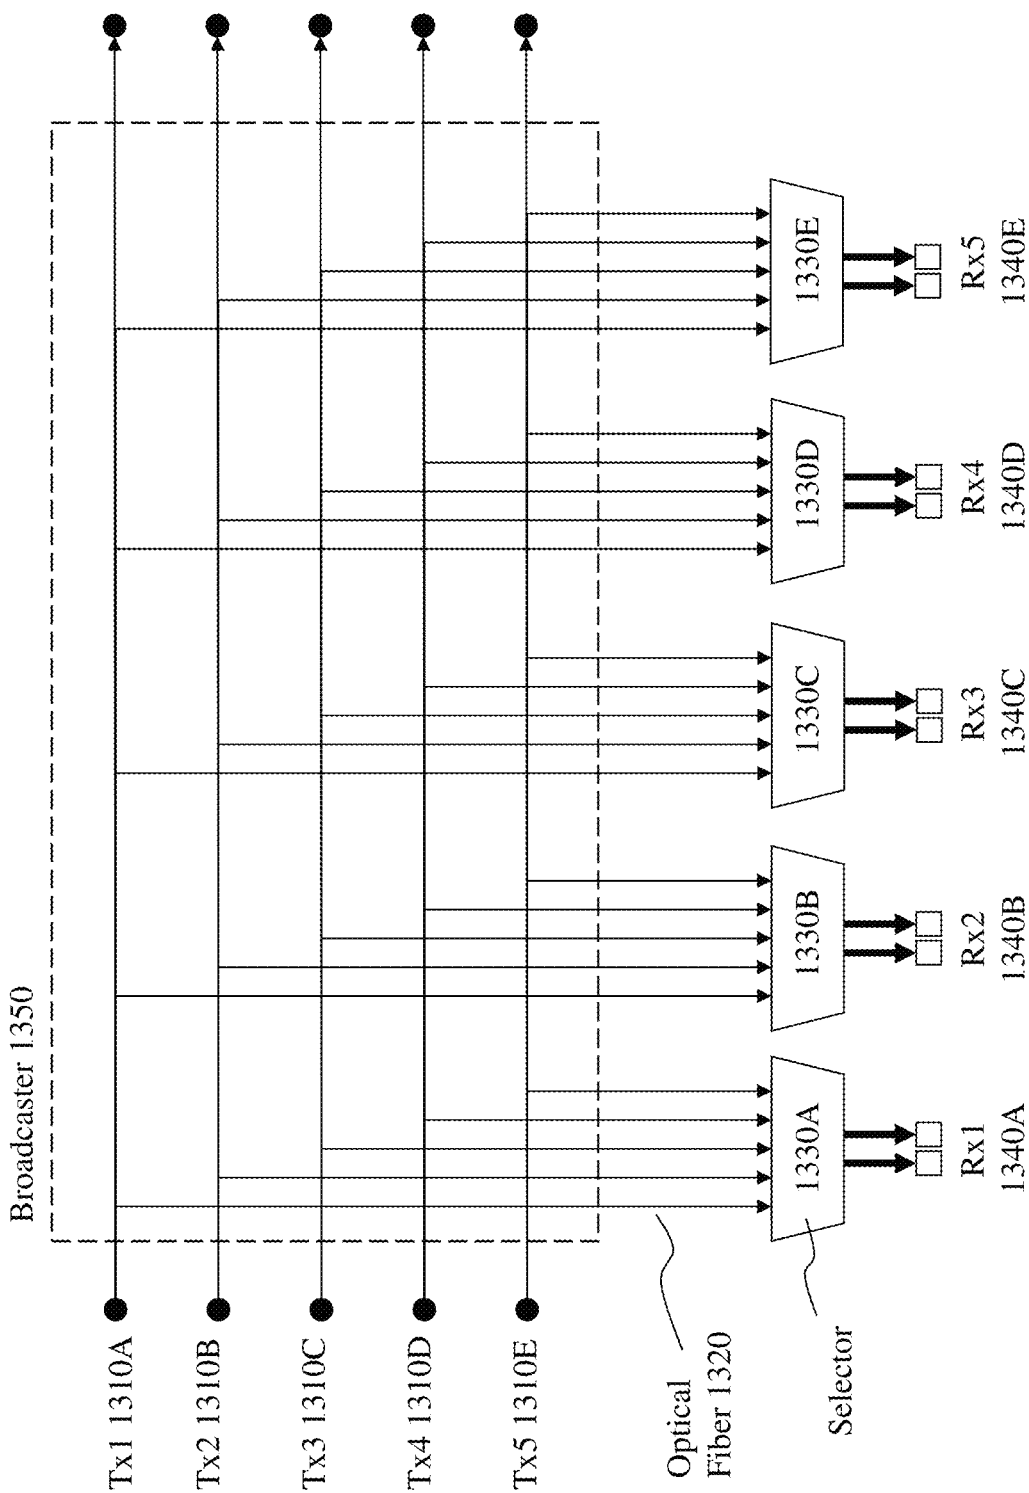 Broadcaster 1350
Tx1 1310A
Tx2 1310B
Tx3 1310C
Tx4 1310D
Tx5 1310E
Optical
Fiber 1320
Selector
1330A
1330B
1330C
1330D
1330E
Rx1
1340A
Rx2
1340B
Rx3
1340C
Rx4
1340D
Rx5
1340E